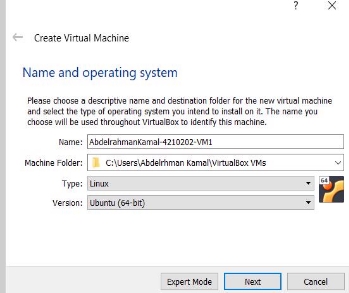 ?
Create Virtual Machine
Name and operating system
Please choose a descriptive name and destination folder for the new virtual machine
and select the type of operating system you intend to install on it. The name you
choose will be used throughout VirtualBox to identify this machine.
Name: AbdelrahmanKamal-4210202-VM1
Machine Folder: C:\Users\Abdelrhman Kamal\VirtualBox VMs
Type: Linux
64
Version: Ubuntu (64-bit)
Expert Mode Next Cancel